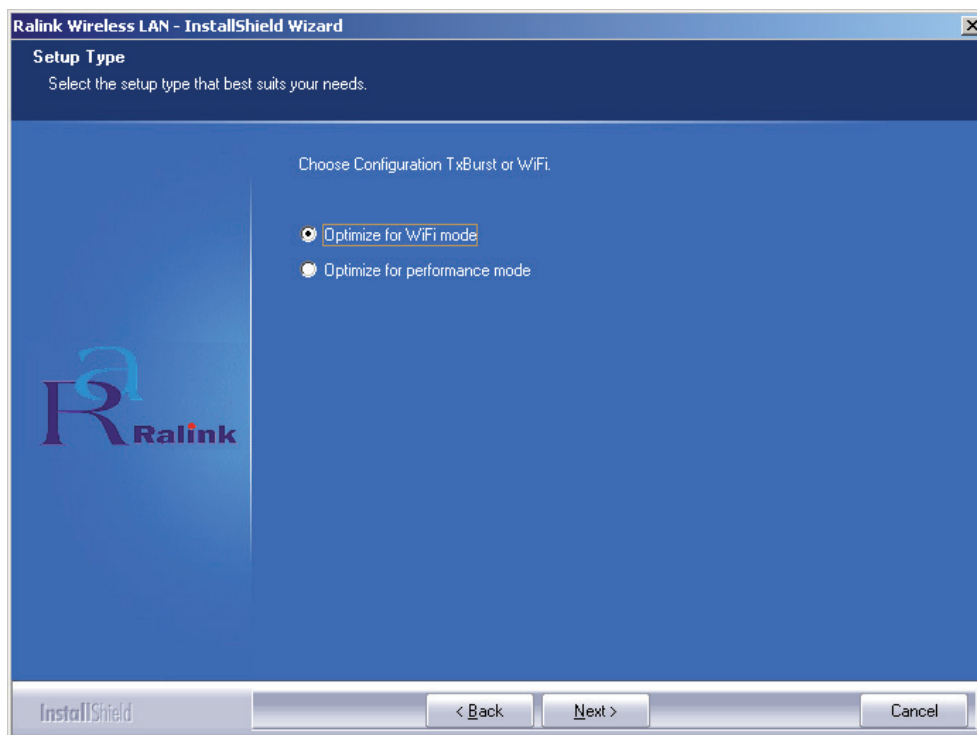 Ralink Wireless LAN - InstallShield Wizard
Setup Type
Select the setup type that best suits your needs.
Choose Configuration TxBurst or WiFi.
Optimize for WiFi mode
Optimize for performance mode
Ra
Ralink
InstallShield
< Back
Next >
Cancel